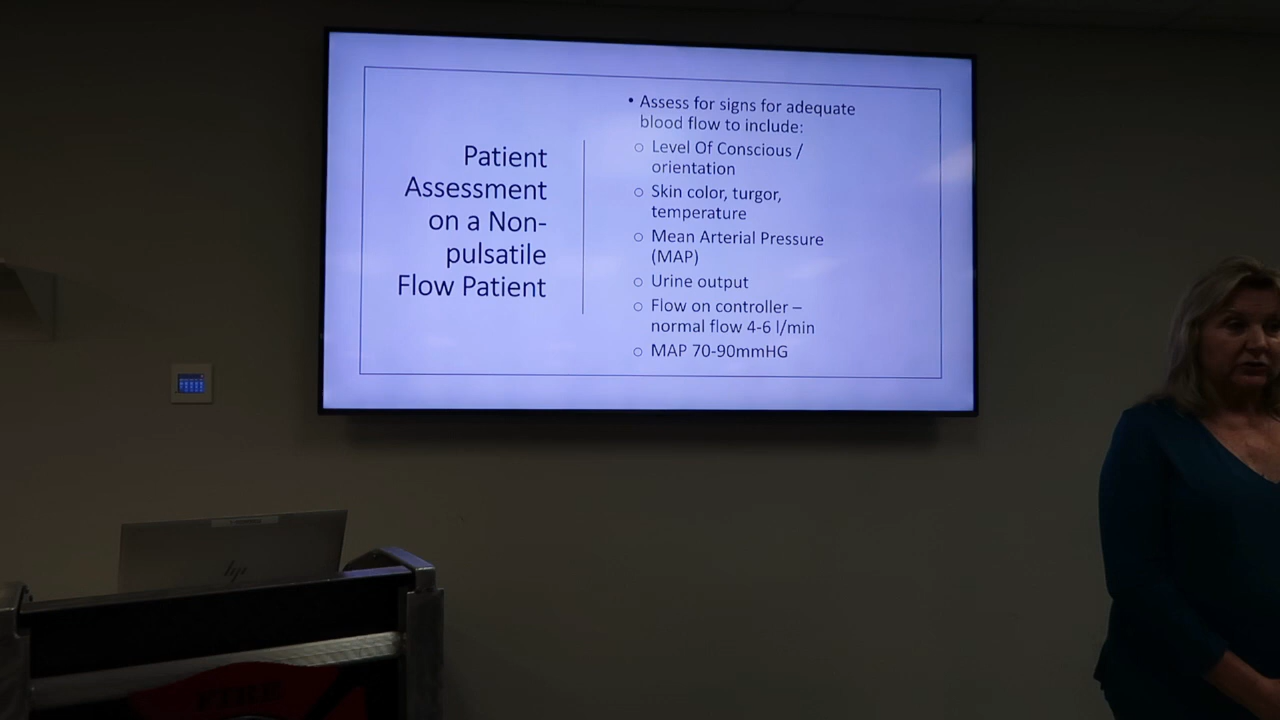 Patient
Assessment
on a Non-
pulsatile
Flow Patient
• Assess for signs for adequate
blood flow to include:
○ Level Of Conscious /
orientation
○ Skin color, turgor,
temperature
○ Mean Arterial Pressure
(MAP)
○ Urine output
○ Flow on controller –
normal flow 4-6 l/min
○ MAP 70-90mmHG
hp
FIRE